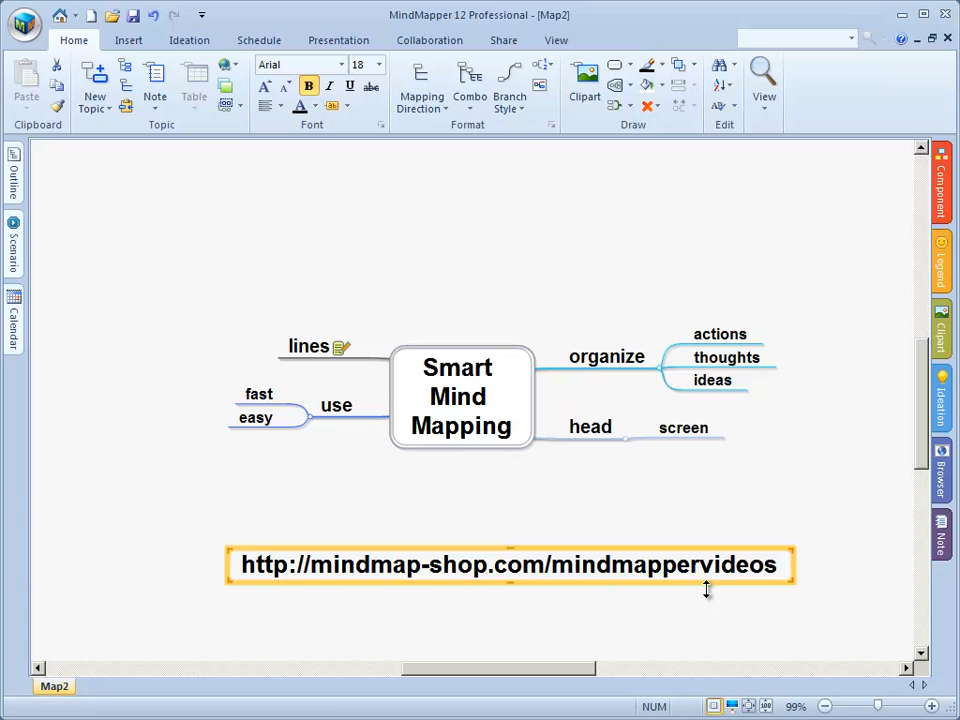 MindMapper 12 Professional - [Map2]
Home Insert Ideation Schedule Presentation Collaboration Share View
Paste
Clipboard
New Topic
Note
Table
Topic
Arial 18
B I U abc
A
Font
Mapping Direction
Combo
Branch Style
Format
Clipart
Draw
Edit
View
Outline
Scenario
Calendar
Component
Legend
Clipart
Ideation
Browser
Note
lines
fast
easy
use
Smart
Mind
Mapping
organize
actions
thoughts
ideas
head
screen
http://mindmap-shop.com/mindmappervideos
Map2
NUM
99%